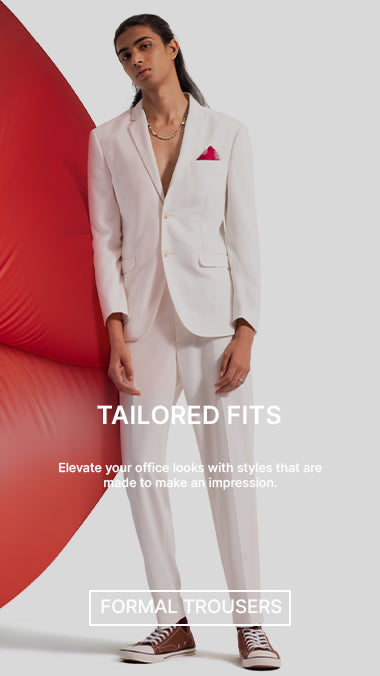 TAILORED FITS
Elevate your office looks with styles that are
made to make an impression.
FORMAL TROUSERS